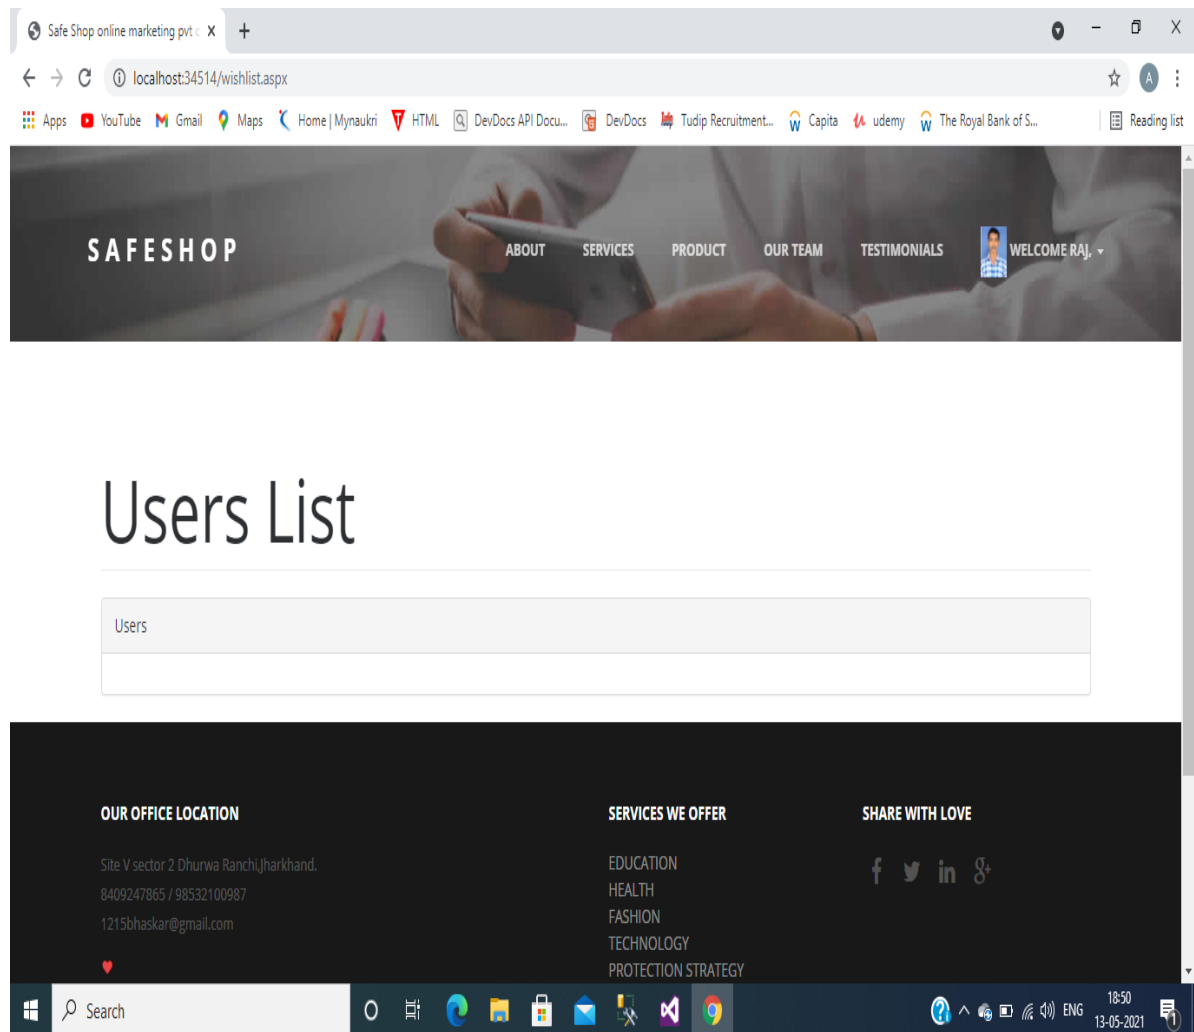 Safe Shop online marketing pvt c
localhost:34514/wishlist.aspx
A
Apps YouTube Gmail Maps Home | Mynaukri HTML DevDocs API Docu... DevDocs Tudip Recruitment... Capita udemy The Royal Bank of S... Reading list
SAFESHOP ABOUT SERVICES PRODUCT OUR TEAM TESTIMONIALS WELCOME RAJ,
Users List
Users
OUR OFFICE LOCATION SERVICES WE OFFER SHARE WITH LOVE
Site V sector 2 Dhurwa Ranchi,Jharkhand.
8409247865 / 98532100987
1215bhaskar@gmail.com
EDUCATION
HEALTH
FASHION
TECHNOLOGY
PROTECTION STRATEGY
Search
ENG
18:50
13-05-2021
1